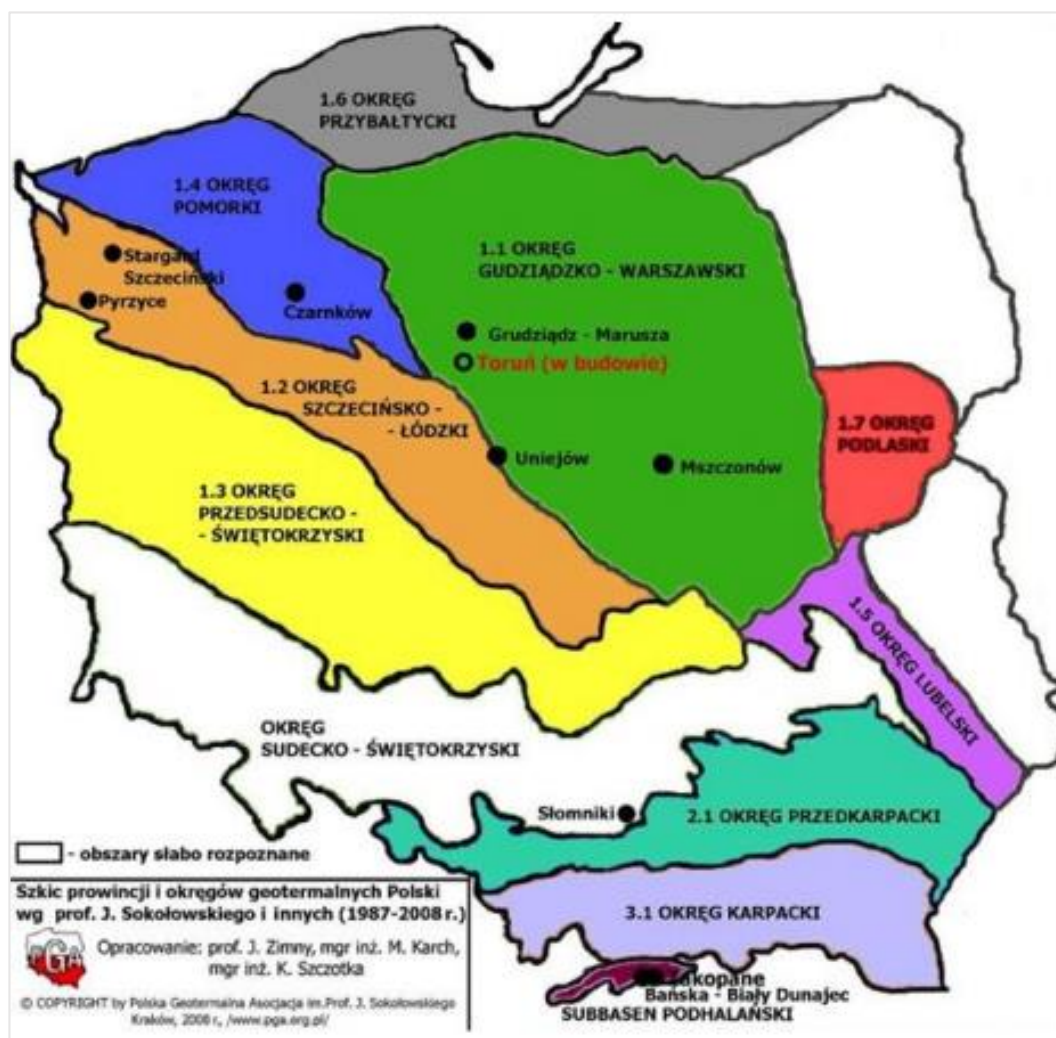 1.6 OKRĘG
PRZYBAŁTYCKI
1.4 OKRĘG
POMORKI
1.1 OKRĘG
GUDZIĄDZKO - WARSZAWSKI
Stargard
Szczeciński
Pyrzyce
Czarnków
Grudziądz - Marusza
Toruń (w budowie)
1.2 OKRĘG
SZCZECIŃSKO -
- ŁÓDZKI
1.7 OKRĘG
PODLASKI
Uniejów
Mszczonów
1.3 OKRĘG
PRZEDSUDECKO -
- ŚWIĘTOKRZYSKI
1.5 OKRĘG LUBELSKI
OKRĘG
SUDECKO - ŚWIĘTOKRZYSKI
Słomniki
2.1 OKRĘG PRZEDKARPACKI
- obszary słabo rozpoznane
3.1 OKRĘG KARPACKI
Zakopane
Bańska - Biały Dunajec
SUBBASEN PODHALAŃSKI
Szkic prowincji i okręgów geotermalnych Polski
wg prof. J. Sokołowskiego i innych (1987-2008 r.)
PGA
Opracowanie: prof. J. Zimny, mgr inż. M. Karch,
mgr inż. K. Szczotka
© COPYRIGHT by Polska Geotermalna Asocjacja im.Prof. J. Sokołowskiego
Kraków, 2008 r., /www.pga.org.pl/